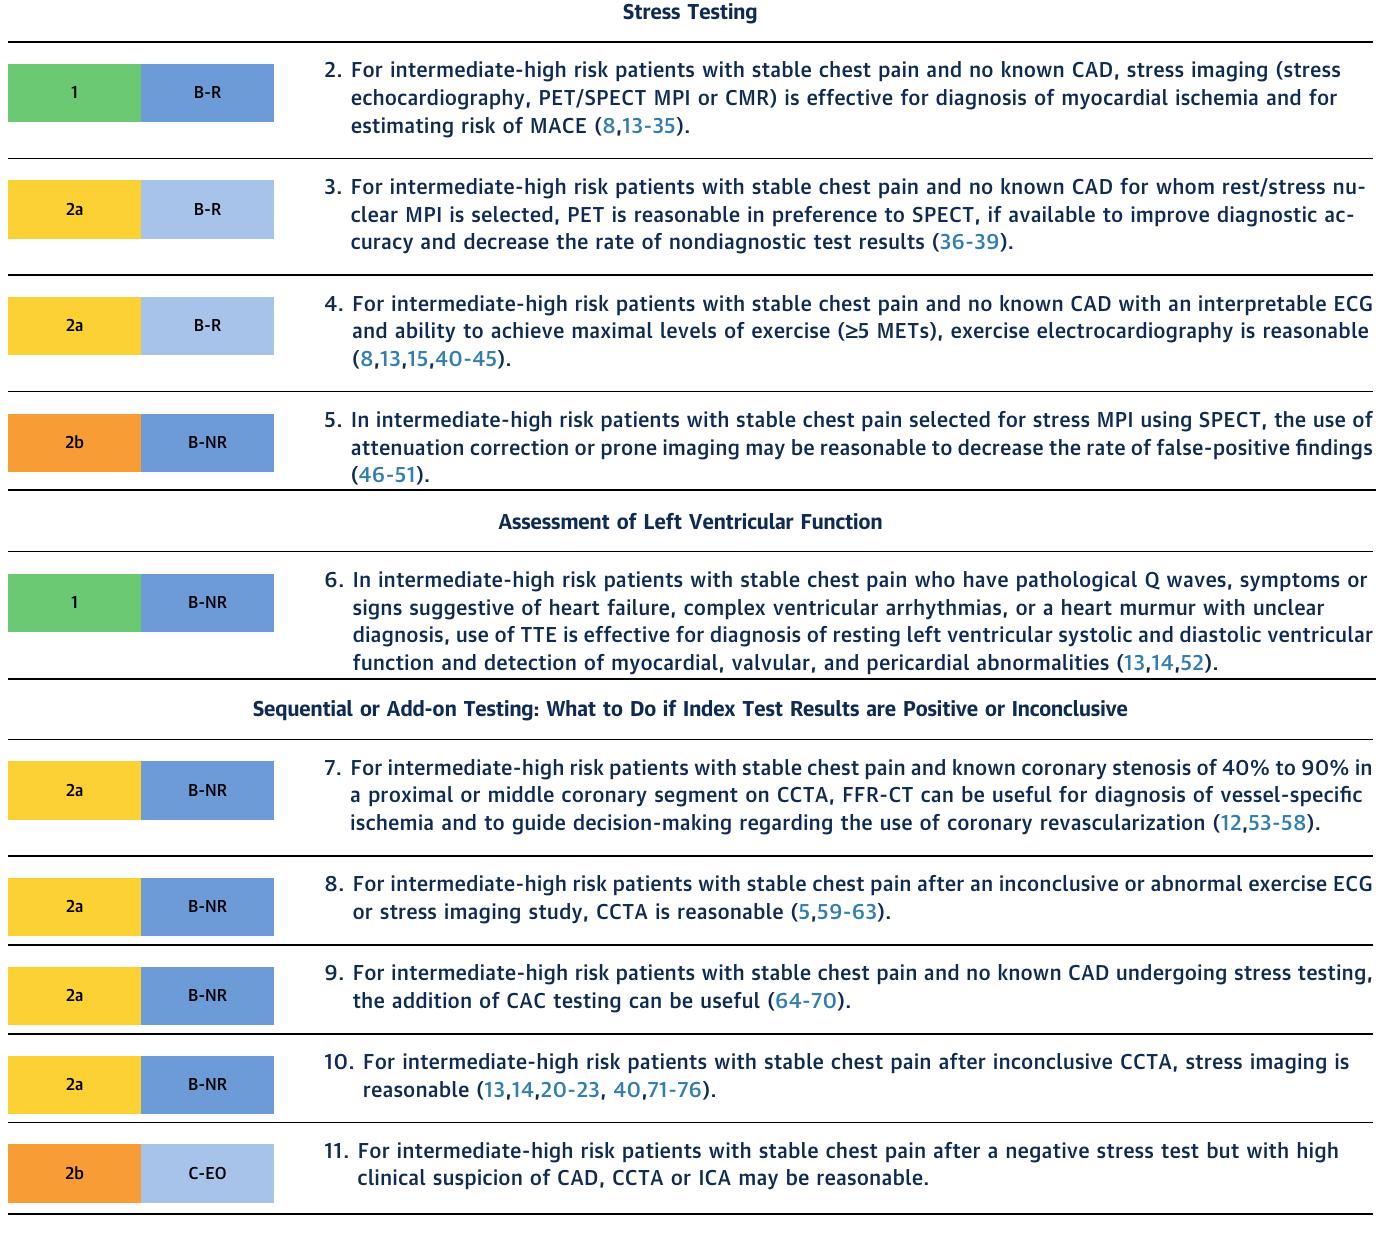 Stress Testing
1 B-R 2. For intermediate-high risk patients with stable chest pain and no known CAD, stress imaging (stress
echocardiography, PET/SPECT MPI or CMR) is effective for diagnosis of myocardial ischemia and for
estimating risk of MACE (8,13-35).
2a B-R 3. For intermediate-high risk patients with stable chest pain and no known CAD for whom rest/stress nu-
clear MPI is selected, PET is reasonable in preference to SPECT, if available to improve diagnostic ac-
curacy and decrease the rate of nondiagnostic test results (36-39).
2a B-R 4. For intermediate-high risk patients with stable chest pain and no known CAD with an interpretable ECG
and ability to achieve maximal levels of exercise (≥5 METs), exercise electrocardiography is reasonable
(8,13,15,40-45).
2b B-NR 5. In intermediate-high risk patients with stable chest pain selected for stress MPI using SPECT, the use of
attenuation correction or prone imaging may be reasonable to decrease the rate of false-positive findings
(46-51).
Assessment of Left Ventricular Function
1 B-NR 6. In intermediate-high risk patients with stable chest pain who have pathological Q waves, symptoms or
signs suggestive of heart failure, complex ventricular arrhythmias, or a heart murmur with unclear
diagnosis, use of TTE is effective for diagnosis of resting left ventricular systolic and diastolic ventricular
function and detection of myocardial, valvular, and pericardial abnormalities (13,14,52).
Sequential or Add-on Testing: What to Do if Index Test Results are Positive or Inconclusive
2a B-NR 7. For intermediate-high risk patients with stable chest pain and known coronary stenosis of 40% to 90% in
a proximal or middle coronary segment on CCTA, FFR-CT can be useful for diagnosis of vessel-specific
ischemia and to guide decision-making regarding the use of coronary revascularization (12,53-58).
2a B-NR 8. For intermediate-high risk patients with stable chest pain after an inconclusive or abnormal exercise ECG
or stress imaging study, CCTA is reasonable (5,59-63).
2a B-NR 9. For intermediate-high risk patients with stable chest pain and no known CAD undergoing stress testing,
the addition of CAC testing can be useful (64-70).
2a B-NR 10. For intermediate-high risk patients with stable chest pain after inconclusive CCTA, stress imaging is
reasonable (13,14,20-23, 40,71-76).
2b C-EO 11. For intermediate-high risk patients with stable chest pain after a negative stress test but with high
clinical suspicion of CAD, CCTA or ICA may be reasonable.